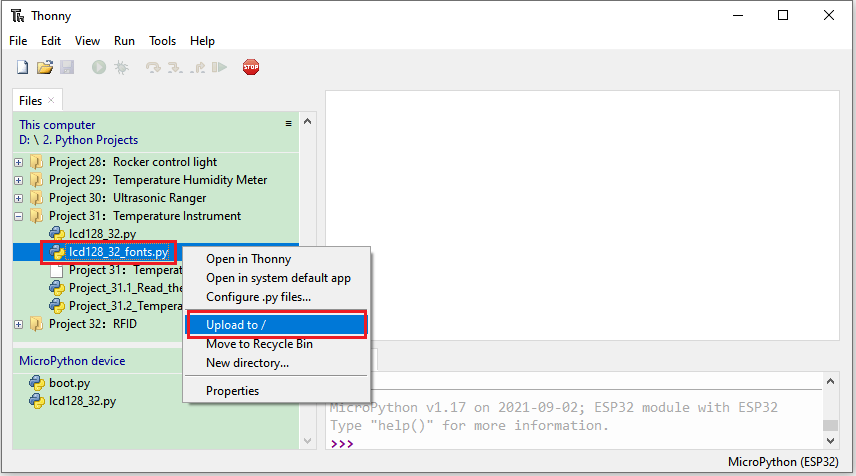 Thonny
File Edit View Run Tools Help
STOP
Files
This computer
D: \ 2. Python Projects
Project 28：Rocker control light
Project 29：Temperature Humidity Meter
Project 30：Ultrasonic Ranger
Project 31：Temperature Instrument
lcd128_32.py
lcd128_32_fonts.py
Project 31：Temperat
Project_31.1_Read_the
Project_31.2_Tempera
Project 32：RFID
Open in Thonny
Open in system default app
Configure .py files...
Upload to /
Move to Recycle Bin
New directory...
Properties
MicroPython device
boot.py
lcd128_32.py
MicroPython v1.17 on 2021-09-02; ESP32 module with ESP32
Type "help()" for more information.
>>>
MicroPython (ESP32)